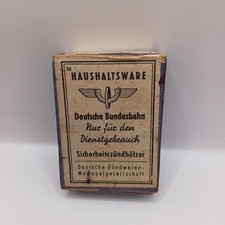 36
HAUSHALTSWARE
Deutsche Bundesbahn
Nur für den
Dienstgebrauch
Sicherheitszündhölzer
Deutsche Zündwaren-
Monopolgesellschaft